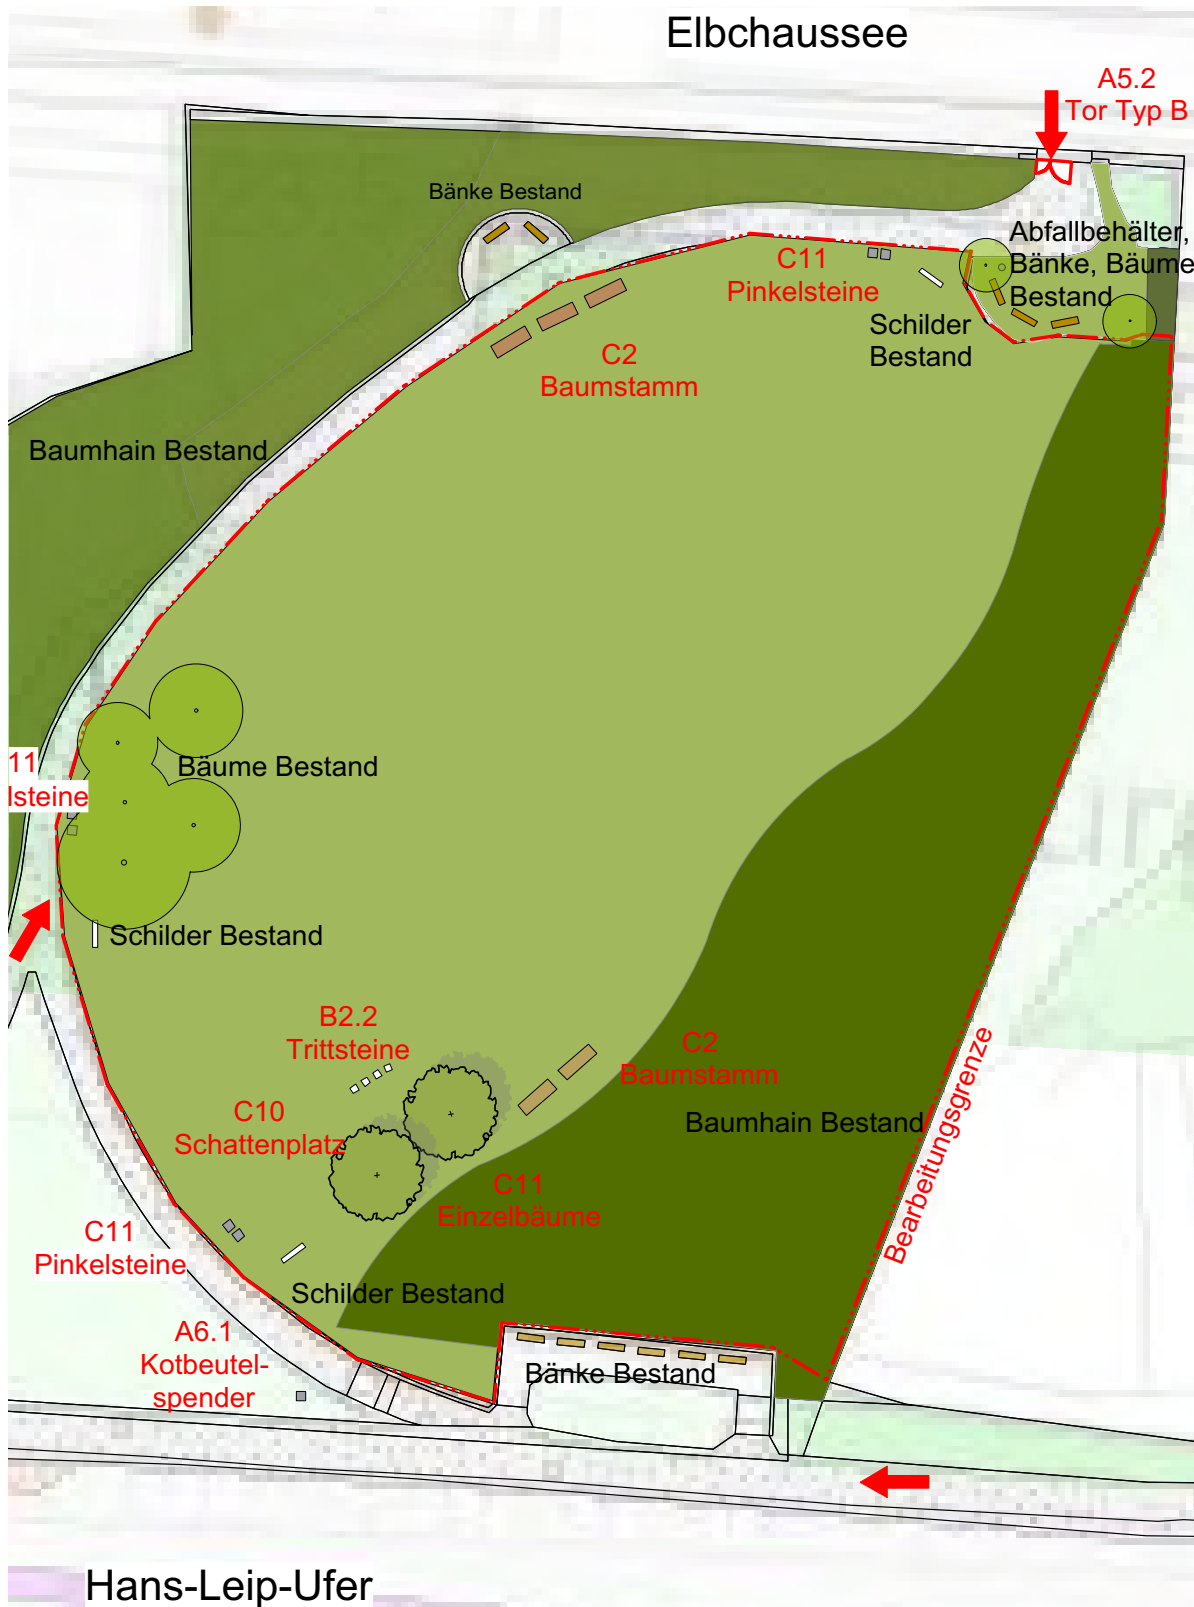 Elbchaussee
A5.2
Tor Typ B
Bänke Bestand
Abfallbehälter,
Bänke, Bäume
Bestand
C11
Pinkelsteine
Schilder
Bestand
C2
Baumstamm
Baumhain Bestand
11
lsteine
Bäume Bestand
Schilder Bestand
B2.2
Trittsteine
C2
Baumstamm
C10
Schattenplatz
Baumhain Bestand
Bearbeitungsgrenze
C11
Einzelbäume
C11
Pinkelsteine
Schilder Bestand
A6.1
Kotbeutel-
spender
Bänke Bestand
Hans-Leip-Ufer